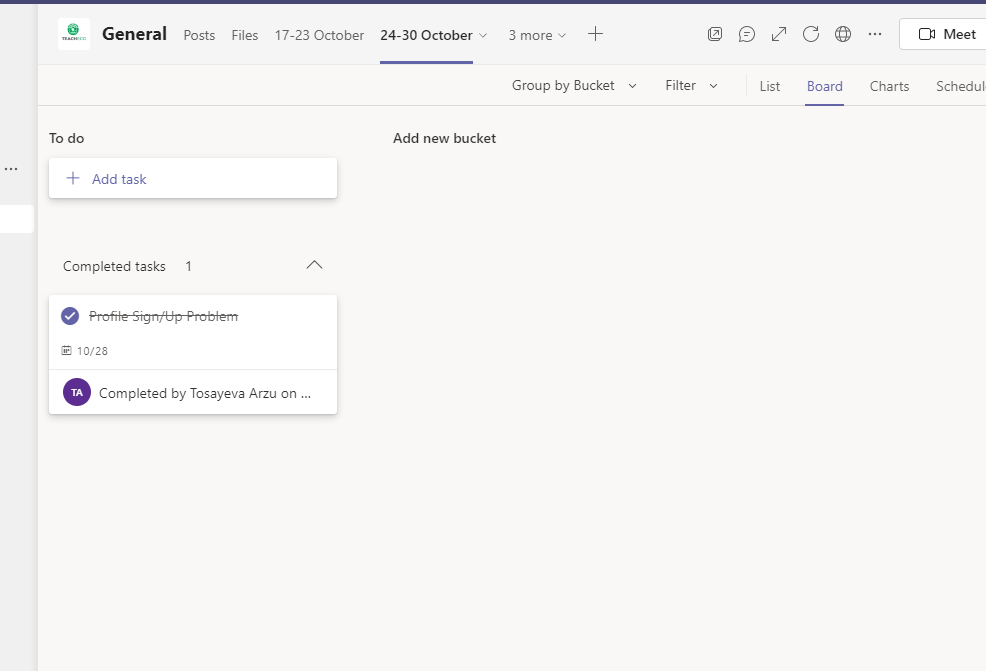 TEACHECO
General
Posts
Files
17-23 October
24-30 October
3 more
Meet
Group by Bucket
Filter
List
Board
Charts
Schedul
To do
Add new bucket
Add task
Completed tasks 1
Profile Sign/Up Problem
10/28
TA
Completed by Tosayeva Arzu on ...